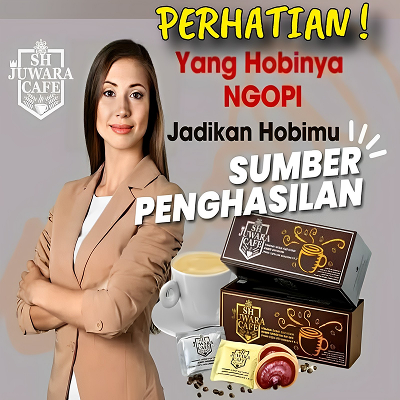 PERHATIAN !
Yang Hobinya
NGOPI
Jadikan Hobimu
SUMBER
PENGHASILAN
SH
JUWARA
CAFE
SH
JUWARA
CAFE
SH
JUWARA
CAFE